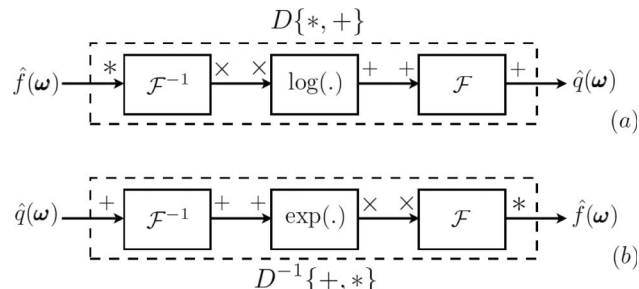 D{∗, +}
f̂(ω) ∗ ℱ⁻¹ × × log(.) + + ℱ + q̂(ω)
(a)
q̂(ω) + ℱ⁻¹ + + exp(.) × × ℱ ∗ f̂(ω)
(b)
D⁻¹{+, ∗}